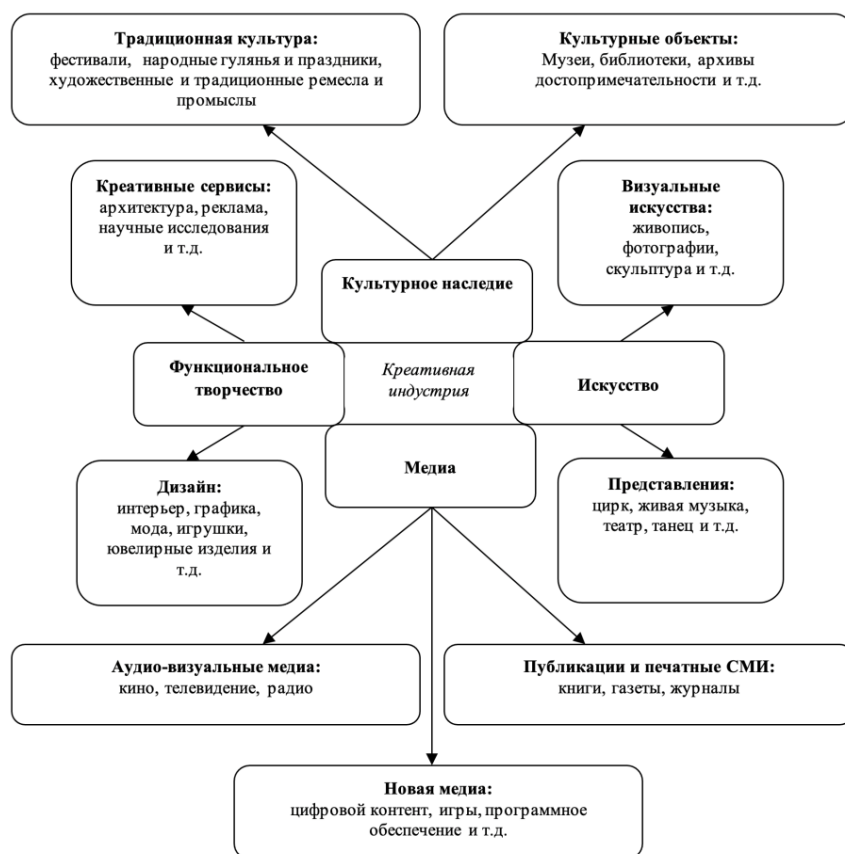 Традиционная культура:
фестивали, народные гулянья и праздники,
художественные и традиционные ремесла и
промыслы
Культурные объекты:
Музеи, библиотеки, архивы
достопримечательности и т.д.
Креативные сервисы:
архитектура, реклама,
научные исследования
и т.д.
Визуальные
искусства:
живопись,
фотографии,
скульптура и т.д.
Культурное наследие
Функциональное
творчество
Креативная
индустрия
Искусство
Медиа
Дизайн:
интерьер, графика,
мода, игрушки,
ювелирные изделия и
т.д.
Представления:
цирк, живая музыка,
театр, танец и т.д.
Аудио-визуальные медиа:
кино, телевидение, радио
Публикации и печатные СМИ:
книги, газеты, журналы
Новая медиа:
цифровой контент, игры, программное
обеспечение и т.д.